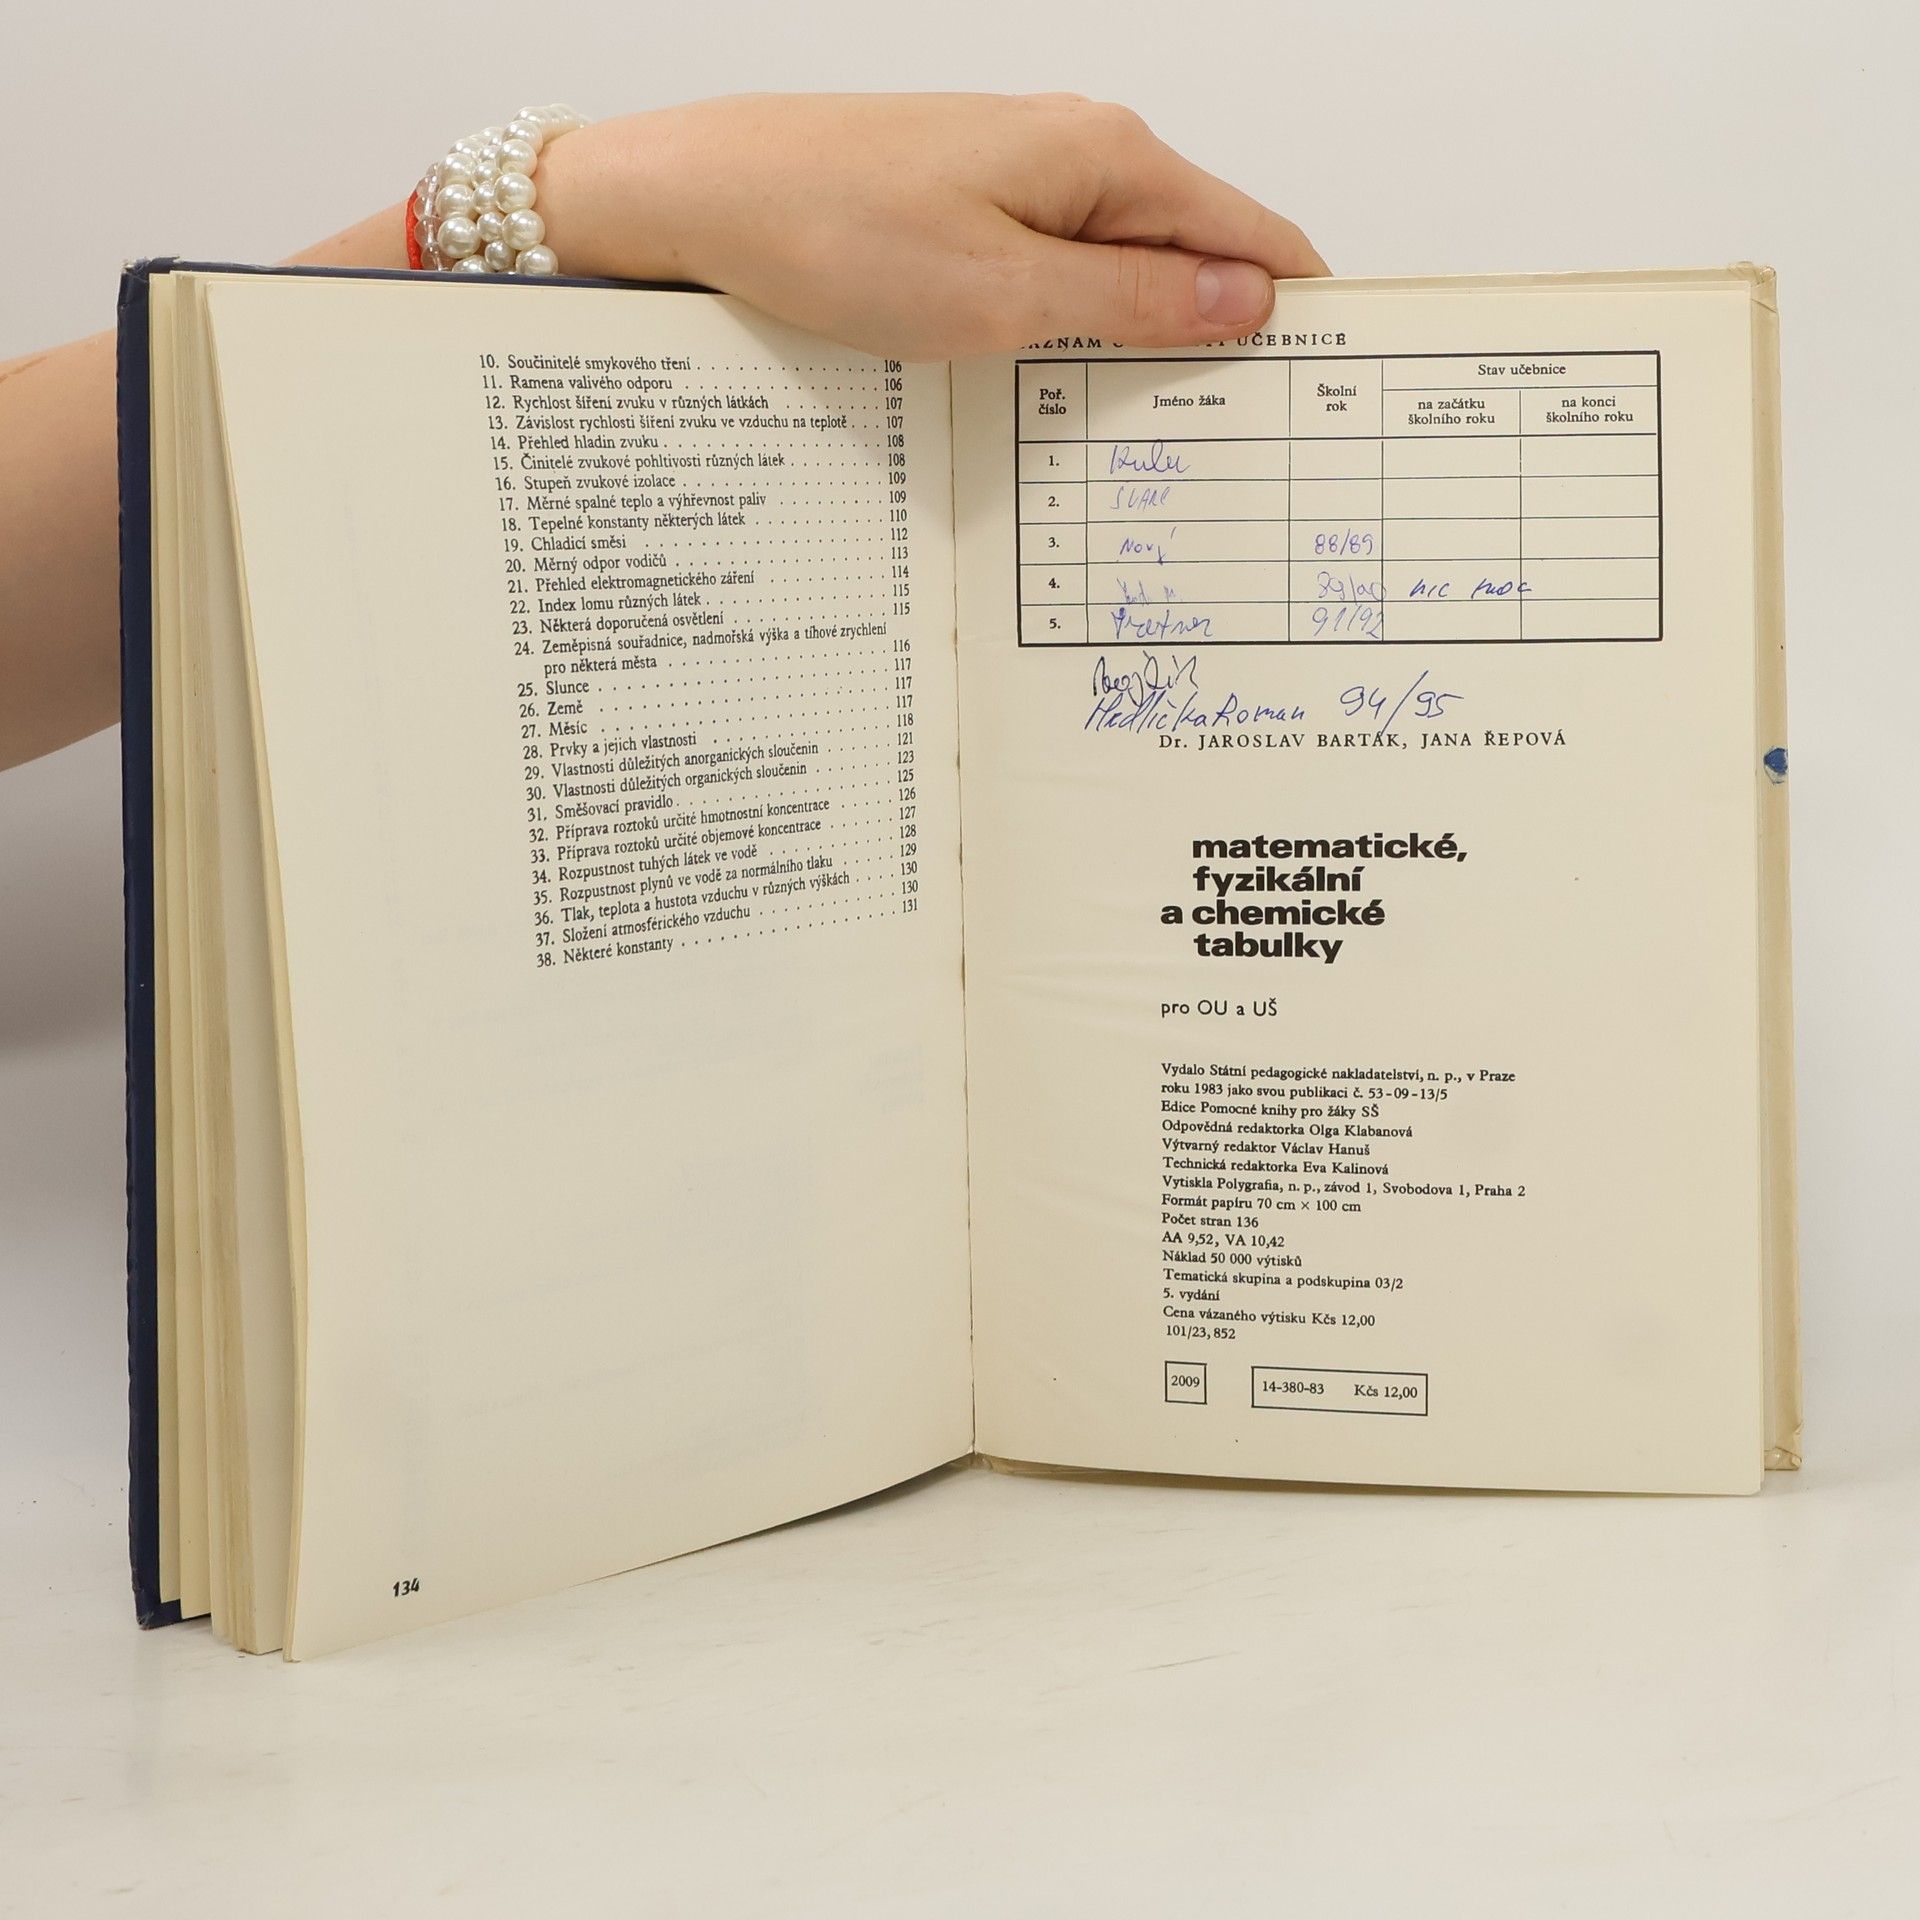 10. Součinitelé smykového tření . . . . . . . . . . . . . . . 106
11. Ramena valivého odporu . . . . . . . . . . . . . . . . 106
12. Rychlost šíření zvuku v různých látkách . . . . . . . . 107
13. Závislost rychlosti šíření zvuku ve vzduchu na teplotě . . . 107
14. Přehled hladin zvuku . . . . . . . . . . . . . . . . . 108
15. Činitelé zvukové pohltivosti různých látek . . . . . . . . 108
16. Stupeň zvukové izolace . . . . . . . . . . . . . . . . 109
17. Měrné spalné teplo a výhřevnost paliv . . . . . . . . . 109
18. Tepelné konstanty některých látek . . . . . . . . . . . 110
19. Chladicí směsi . . . . . . . . . . . . . . . . . . . 112
20. Měrný odpor vodičů . . . . . . . . . . . . . . . . . 113
21. Přehled elektromagnetického záření . . . . . . . . . . 114
22. Index lomu různých látek . . . . . . . . . . . . . . . 115
23. Některá doporučená osvětlení . . . . . . . . . . . . . 115
24. Zeměpisná souřadnice, nadmořská výška a tíhové zrychlení
pro některá města . . . . . . . . . . . . . . . . . . 116
25. Slunce . . . . . . . . . . . . . . . . . . . . . . . 117
26. Země . . . . . . . . . . . . . . . . . . . . . . . 117
27. Měsíc . . . . . . . . . . . . . . . . . . . . . . . 117
28. Prvky a jejich vlastnosti . . . . . . . . . . . . . . . 118
29. Vlastnosti důležitých anorganických sloučenin . . . . . . 121
30. Vlastnosti důležitých organických sloučenin . . . . . . . 123
31. Směšovací pravidlo . . . . . . . . . . . . . . . . . 125
32. Příprava roztoků určité hmotnostní koncentrace . . . . . 126
33. Příprava roztoků určité objemové koncentrace . . . . . . 127
34. Rozpustnost tuhých látek ve vodě . . . . . . . . . . . 128
35. Rozpustnost plynů ve vodě za normálního tlaku . . . . . 129
36. Tlak, teplota a hustota vzduchu v různých výškách . . . . 130
37. Složení atmosférického vzduchu . . . . . . . . . . . . 130
38. Některé konstanty . . . . . . . . . . . . . . . . . . 131
134
UČEBNICE
Poř. číslo Jméno žáka Školní rok Stav učebnice
na začátku školního roku na konci školního roku
1.
2.
3. Nový 88/89
4. nic moc
5. 91/92
Hedlička Roman 94/95
Dr. JAROSLAV BARTÁK, JANA ŘEPOVÁ
matematické,
fyzikální
a chemické
tabulky
pro OU a UŠ
Vydalo Státní pedagogické nakladatelství, n. p., v Praze
roku 1983 jako svou publikaci č. 53-09-13/5
Edice Pomocné knihy pro žáky SŠ
Odpovědná redaktorka Olga Klabanová
Výtvarný redaktor Václav Hanuš
Technická redaktorka Eva Kalinová
Vytiskla Polygrafia, n. p., závod 1, Svobodova 1, Praha 2
Formát papíru 70 cm × 100 cm
Počet stran 136
AA 9,52, VA 10,42
Náklad 50 000 výtisků
Tematická skupina a podskupina 03/2
5. vydání
Cena vázaného výtisku Kčs 12,00
101/23, 852
2009 14-380-83 Kčs 12,00